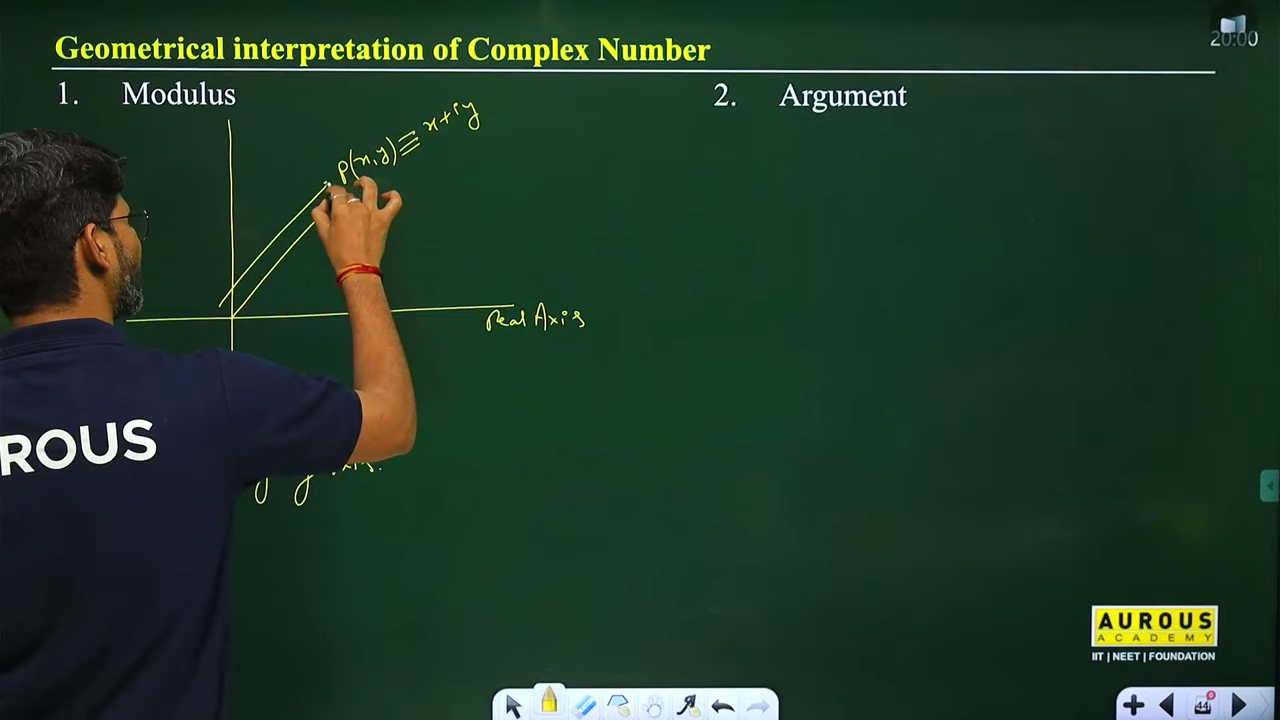 Geometrical interpretation of Complex Number
20:00
1. Modulus
2. Argument
P(x,y) ≡ x+iy
Real Axis
ROUS
AUROUS
ACADEMY
IIT | NEET | FOUNDATION
44